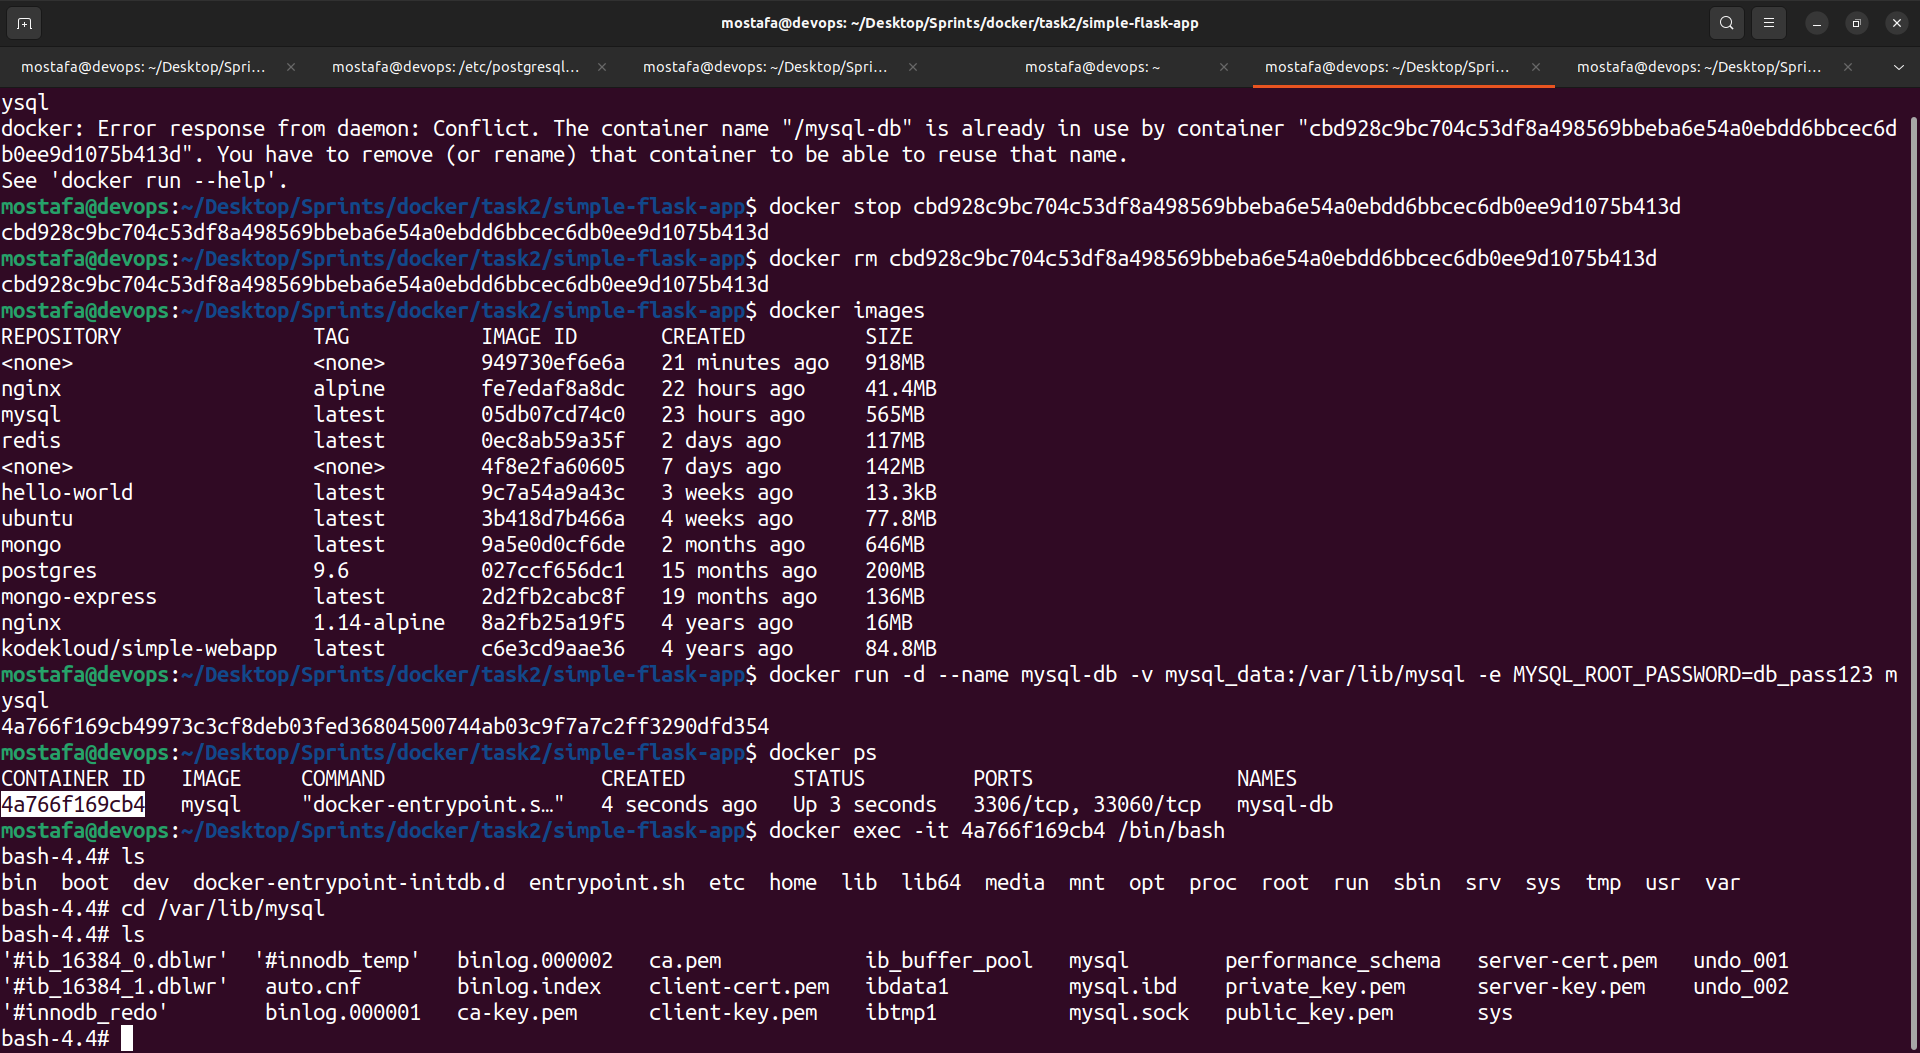 mostafa@devops: ~/Desktop/Sprints/docker/task2/simple-flask-app
mostafa@devops: ~/Desktop/Spri... × mostafa@devops: /etc/postgresql... × mostafa@devops: ~/Desktop/Spri... × mostafa@devops: ~ × mostafa@devops: ~/Desktop/Spri... × mostafa@devops: ~/Desktop/Spri... ×
ysql
docker: Error response from daemon: Conflict. The container name "/mysql-db" is already in use by container "cbd928c9bc704c53df8a498569bbeba6e54a0ebdd6bbcec6d
b0ee9d1075b413d". You have to remove (or rename) that container to be able to reuse that name.
See 'docker run --help'.
mostafa@devops:~/Desktop/Sprints/docker/task2/simple-flask-app$ docker stop cbd928c9bc704c53df8a498569bbeba6e54a0ebdd6bbcec6db0ee9d1075b413d
cbd928c9bc704c53df8a498569bbeba6e54a0ebdd6bbcec6db0ee9d1075b413d
mostafa@devops:~/Desktop/Sprints/docker/task2/simple-flask-app$ docker rm cbd928c9bc704c53df8a498569bbeba6e54a0ebdd6bbcec6db0ee9d1075b413d
cbd928c9bc704c53df8a498569bbeba6e54a0ebdd6bbcec6db0ee9d1075b413d
mostafa@devops:~/Desktop/Sprints/docker/task2/simple-flask-app$ docker images
REPOSITORY                TAG           IMAGE ID       CREATED          SIZE
<none>                    <none>        949730ef6e6a   21 minutes ago   918MB
nginx                     alpine        fe7edaf8a8dc   22 hours ago     41.4MB
mysql                     latest        05db07cd74c0   23 hours ago     565MB
redis                     latest        0ec8ab59a35f   2 days ago       117MB
<none>                    <none>        4f8e2fa60605   7 days ago       142MB
hello-world               latest        9c7a54a9a43c   3 weeks ago      13.3kB
ubuntu                    latest        3b418d7b466a   4 weeks ago      77.8MB
mongo                     latest        9a5e0d0cf6de   2 months ago     646MB
postgres                  9.6           027ccf656dc1   15 months ago    200MB
mongo-express             latest        2d2fb2cabc8f   19 months ago    136MB
nginx                     1.14-alpine   8a2fb25a19f5   4 years ago      16MB
kodekloud/simple-webapp   latest        c6e3cd9aae36   4 years ago      84.8MB
mostafa@devops:~/Desktop/Sprints/docker/task2/simple-flask-app$ docker run -d --name mysql-db -v mysql_data:/var/lib/mysql -e MYSQL_ROOT_PASSWORD=db_pass123 m
ysql
4a766f169cb49973c3cf8deb03fed36804500744ab03c9f7a7c2ff3290dfd354
mostafa@devops:~/Desktop/Sprints/docker/task2/simple-flask-app$ docker ps
CONTAINER ID   IMAGE     COMMAND                  CREATED         STATUS         PORTS                 NAMES
4a766f169cb4   mysql     "docker-entrypoint.s…"   4 seconds ago   Up 3 seconds   3306/tcp, 33060/tcp   mysql-db
mostafa@devops:~/Desktop/Sprints/docker/task2/simple-flask-app$ docker exec -it 4a766f169cb4 /bin/bash
bash-4.4# ls
bin  boot  dev  docker-entrypoint-initdb.d  entrypoint.sh  etc  home  lib  lib64  media  mnt  opt  proc  root  run  sbin  srv  sys  tmp  usr  var
bash-4.4# cd /var/lib/mysql
bash-4.4# ls
'#ib_16384_0.dblwr'  '#innodb_temp'   binlog.000002   ca.pem            ib_buffer_pool   mysql        performance_schema   server-cert.pem   undo_001
'#ib_16384_1.dblwr'   auto.cnf        binlog.index    client-cert.pem   ibdata1          mysql.ibd    private_key.pem      server-key.pem    undo_002
'#innodb_redo'        binlog.000001   ca-key.pem      client-key.pem    ibtmp1           mysql.sock   public_key.pem       sys
bash-4.4#